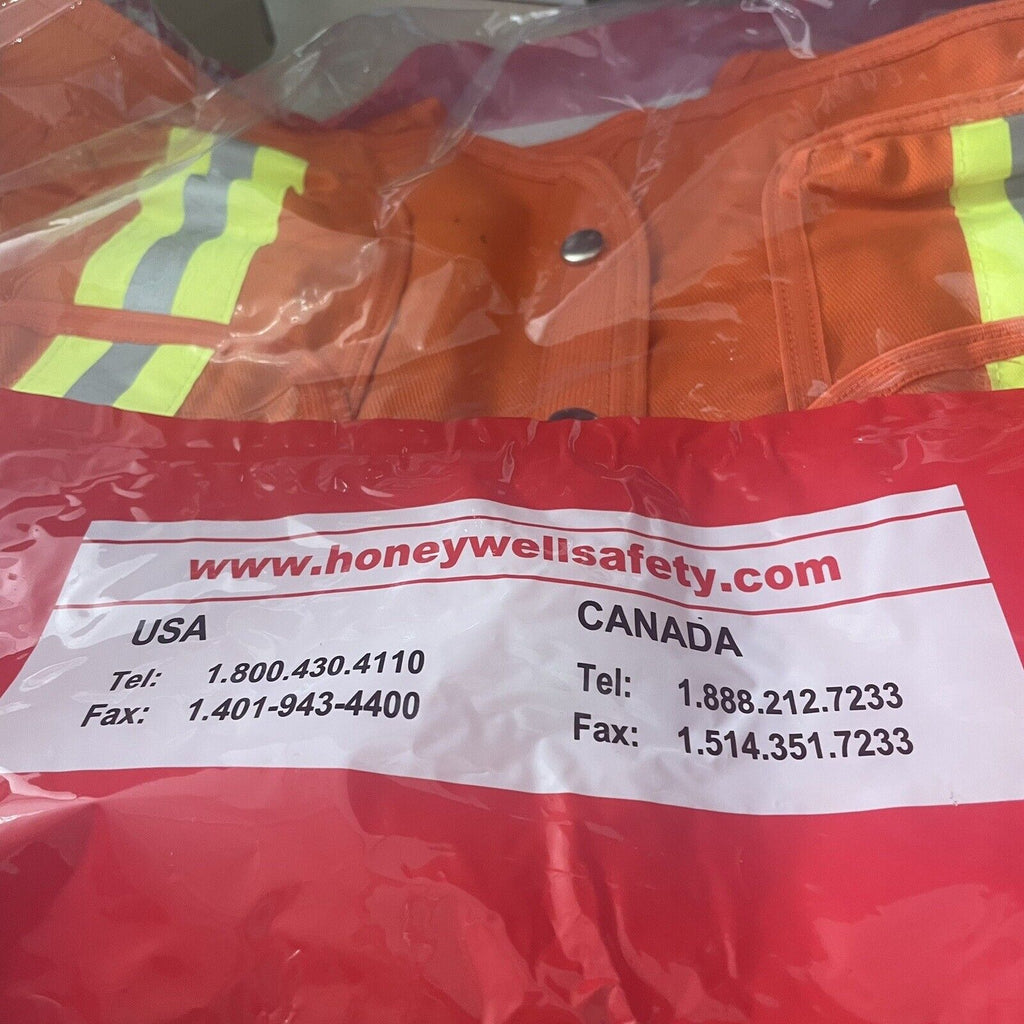 www.honeywellsafety.com
USA
Tel: 1.800.430.4110
Fax: 1.401-943-4400
CANADA
Tel: 1.888.212.7233
Fax: 1.514.351.7233